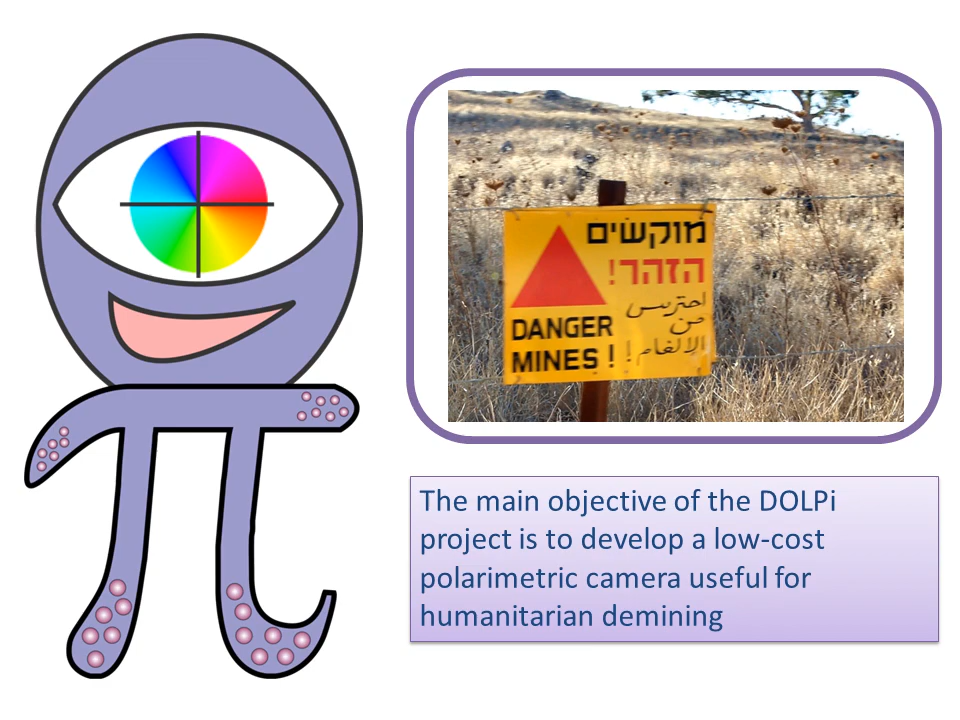 מוקשים
הזהר!
احترس
من
الالغام!
DANGER
MINES!
The main objective of the DOLPi
project is to develop a low-cost
polarimetric camera useful for
humanitarian demining